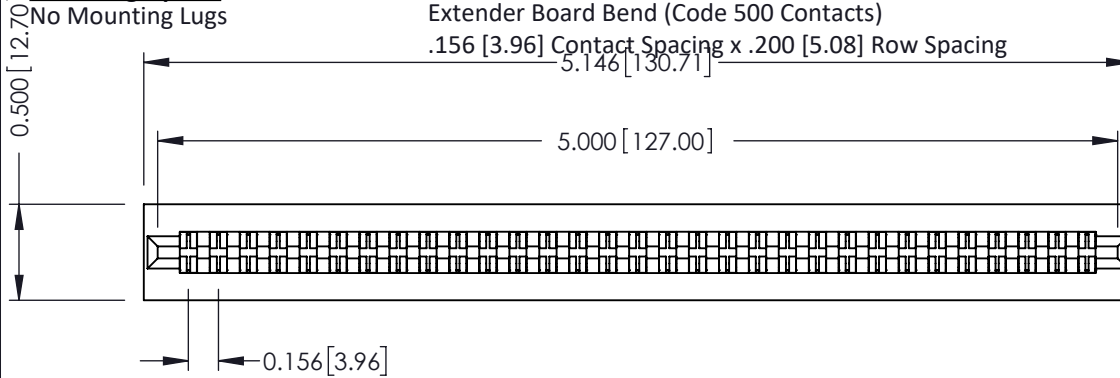 No Mounting Lugs
Extender Board Bend (Code 500 Contacts)
.156 [3.96] Contact Spacing x .200 [5.08] Row Spacing
5.146[130.71]
0.500[12.70
5.000[127.00]
0.156[3.96]